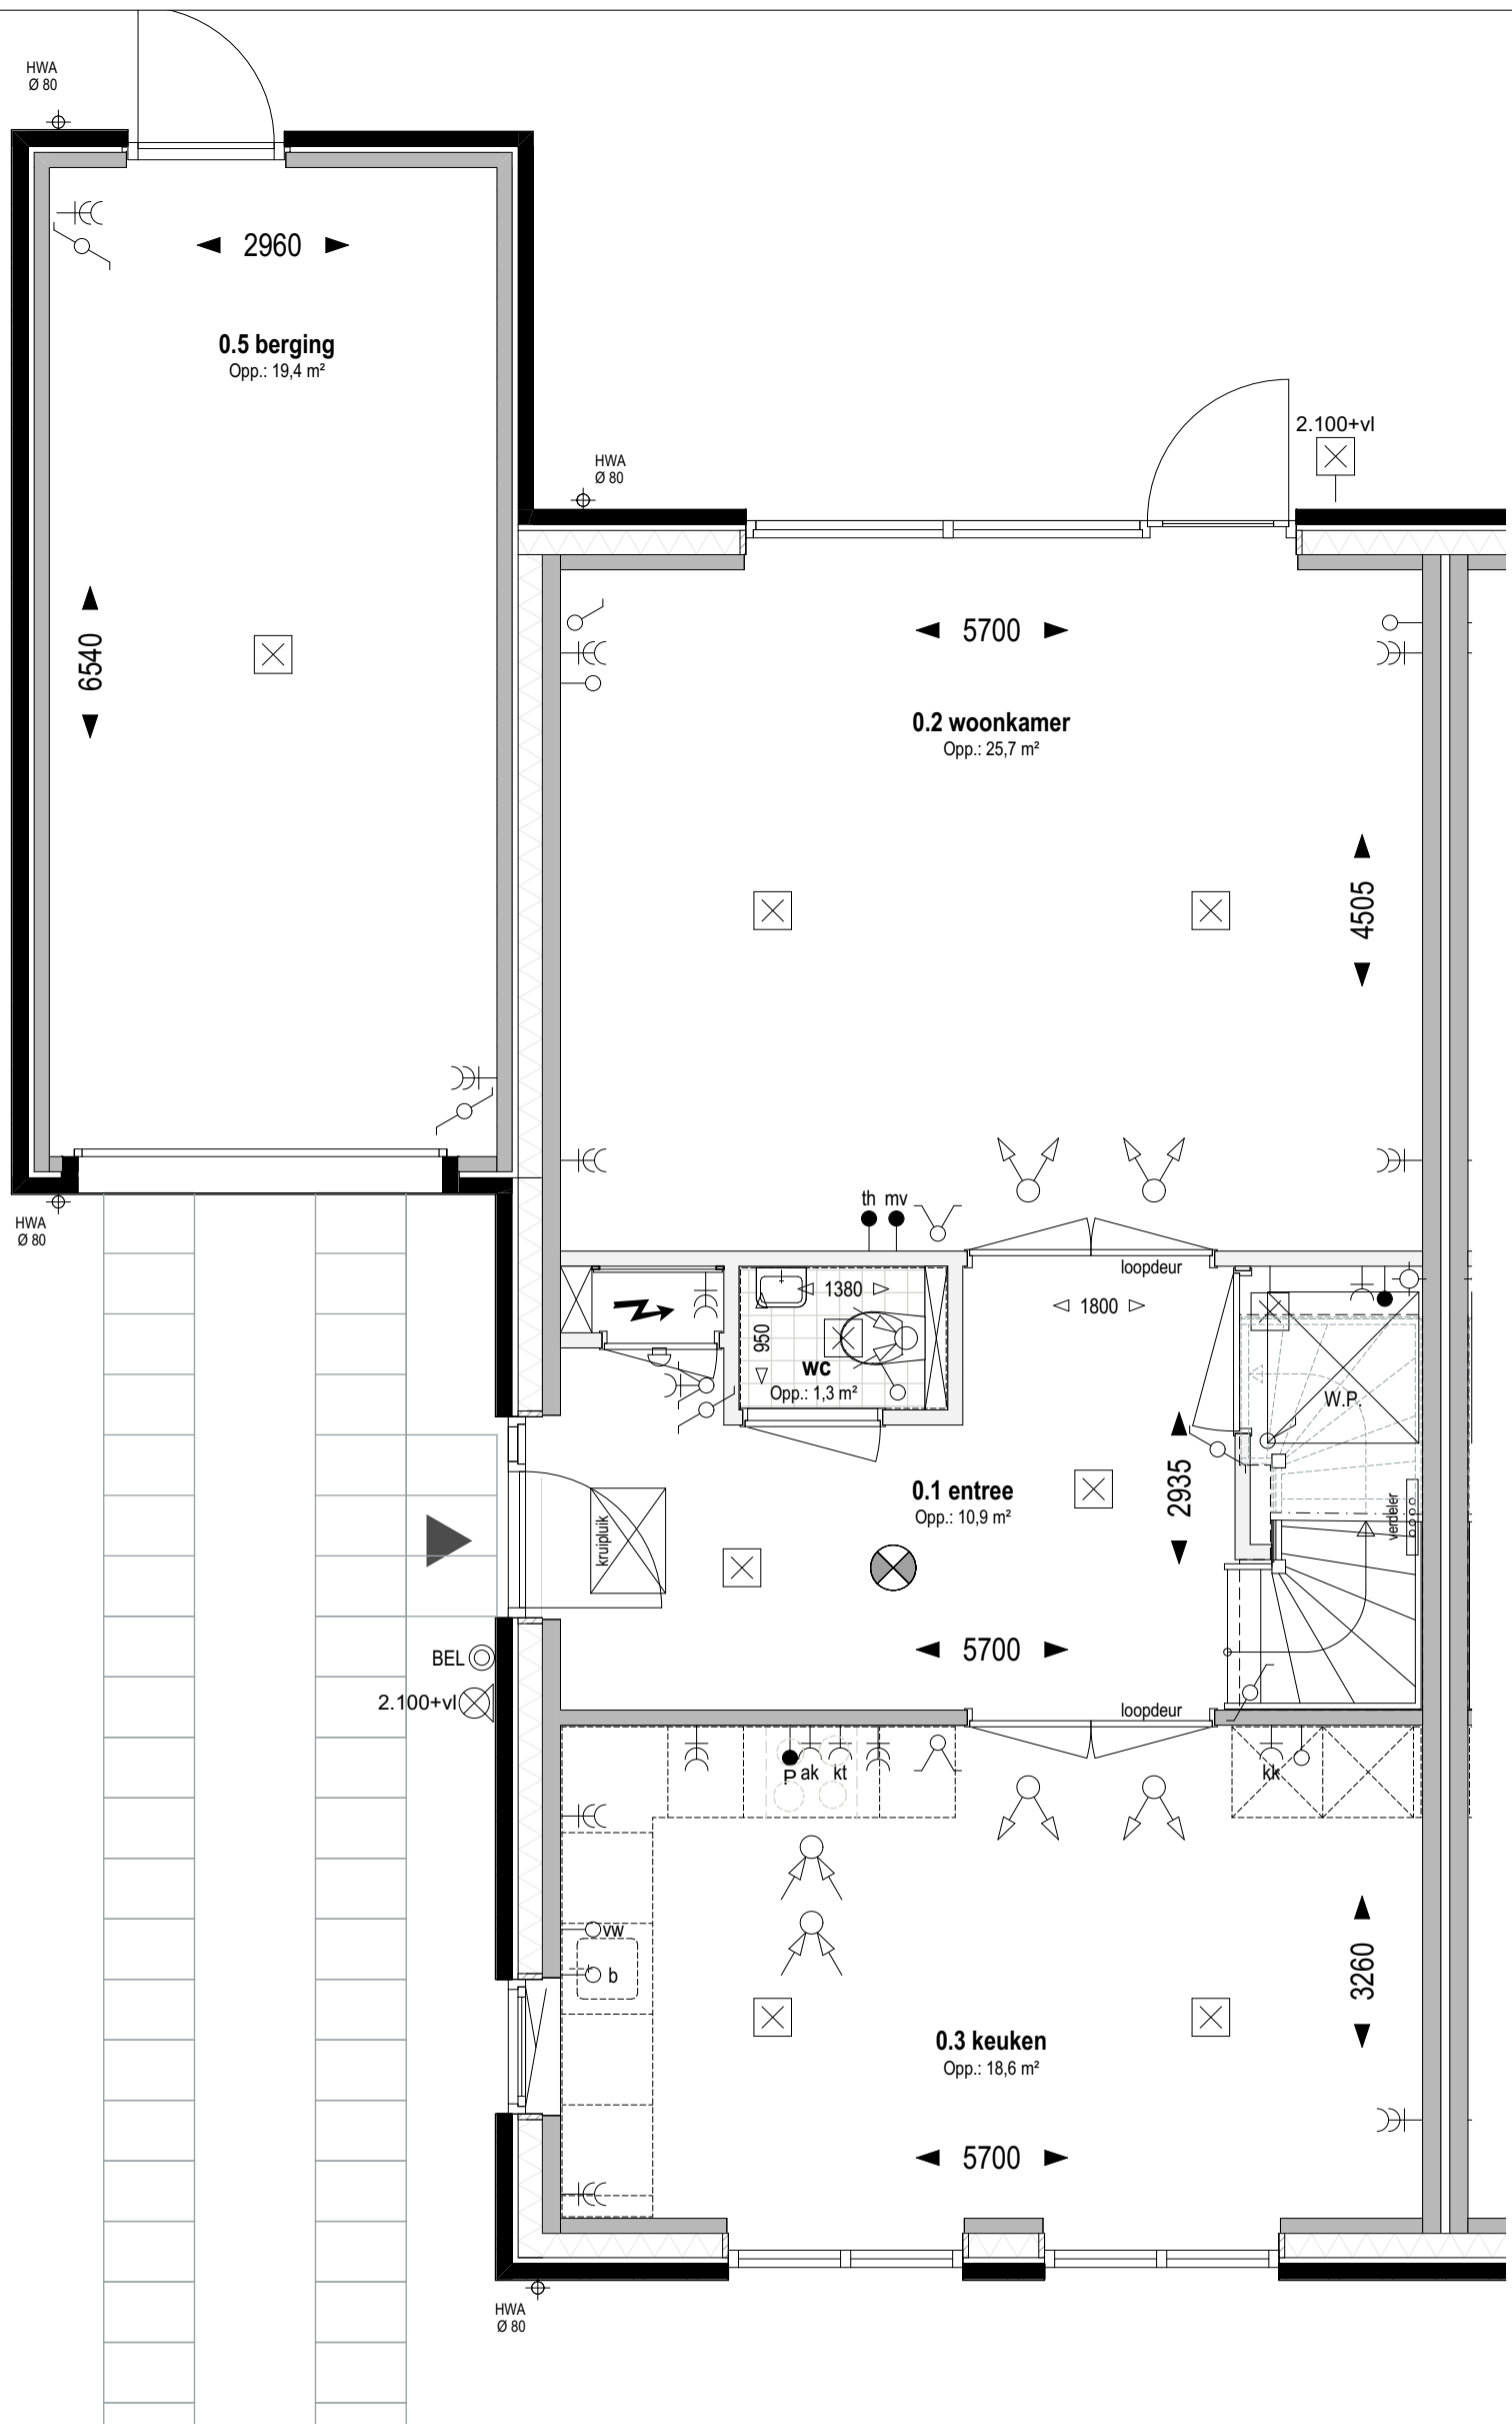 HWA
Ø 80
2960
0.5 berging
Opp.: 19,4 m²
6540
HWA
Ø 80
2.100+vl
5700
0.2 woonkamer
Opp.: 25,7 m²
4505
HWA
Ø 80
th mv
loopdeur
1380
1800
950
wc
Opp.: 1,3 m²
W.P.
2935
0.1 entree
Opp.: 10,9 m²
kruipluik
verdeler
BEL
5700
2.100+vl
loopdeur
P ak kt
kk
vw
b
3260
0.3 keuken
Opp.: 18,6 m²
5700
HWA
Ø 80